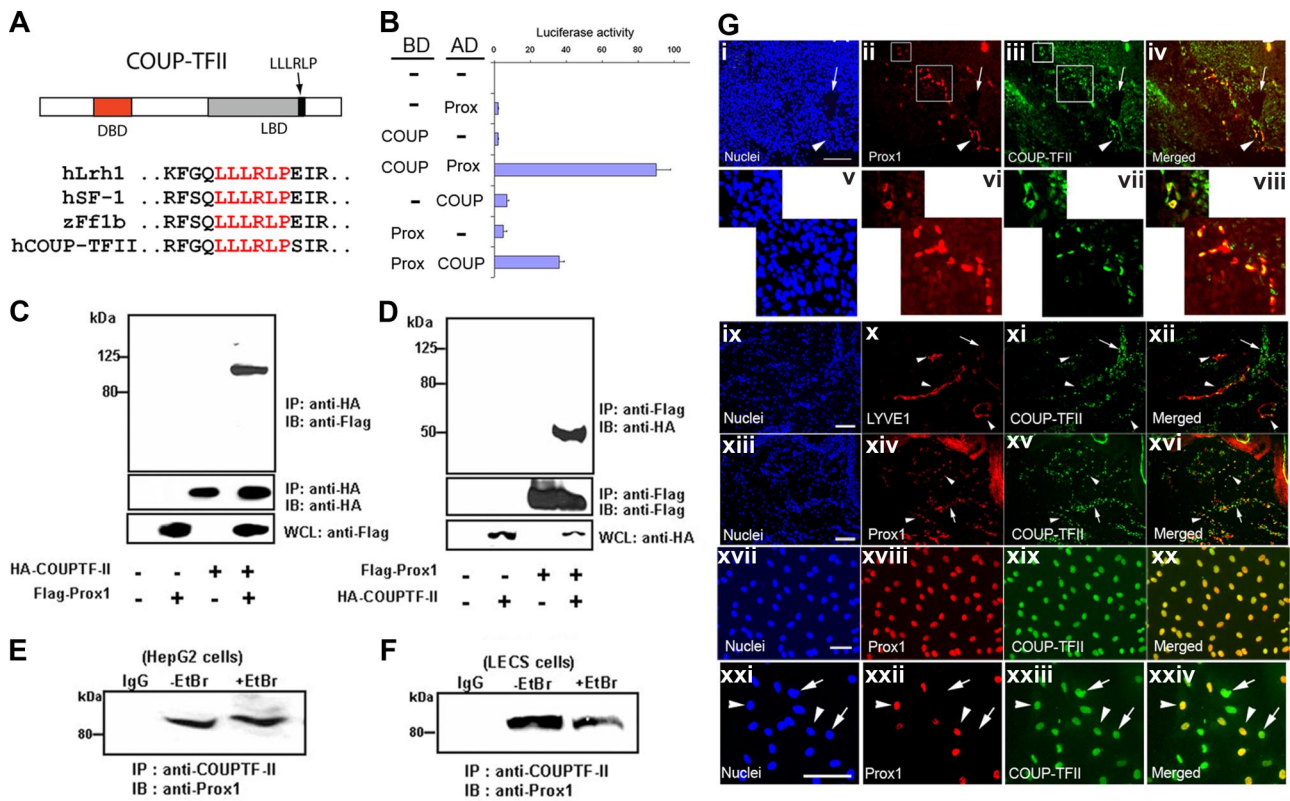 A
COUP-TFII
LLLRLP
DBD
LBD
hLrh1 ..KFGQLLLRLPEIR..
hSF-1 ..RFSQLLLRLPEIR..
zFf1b ..RFSQLLLRLPEIR..
hCOUP-TFII ..RFGQLLLRLPSIR..
B
Luciferase activity
BD AD
0 20 40 60 80 100
- -
- Prox
COUP -
COUP Prox
- COUP
Prox -
Prox COUP
C
kDa
125
80
IP: anti-HA
IB: anti-Flag
IP: anti-HA
IB: anti-HA
WCL: anti-Flag
HA-COUPTF-II - - + +
Flag-Prox1 - + - +
D
kDa
125
80
50
IP: anti-Flag
IB: anti-HA
IP: anti-Flag
IB: anti-Flag
WCL: anti-HA
Flag-Prox1 - - + +
HA-COUPTF-II - + - +
E
(HepG2 cells)
IgG -EtBr +EtBr
kDa
80
IP : anti-COUPTF-II
IB : anti-Prox1
F
(LECS cells)
IgG -EtBr +EtBr
kDa
80
IP : anti-COUPTF-II
IB : anti-Prox1
G
i ii iii iv
Nuclei Prox1 COUP-TFII Merged
v vi vii viii
ix x xi xii
Nuclei LYVE1 COUP-TFII Merged
xiii xiv xv xvi
Nuclei Prox1 COUP-TFII Merged
xvii xviii xix xx
Nuclei Prox1 COUP-TFII Merged
xxi xxii xxiii xxiv
Nuclei Prox1 COUP-TFII Merged